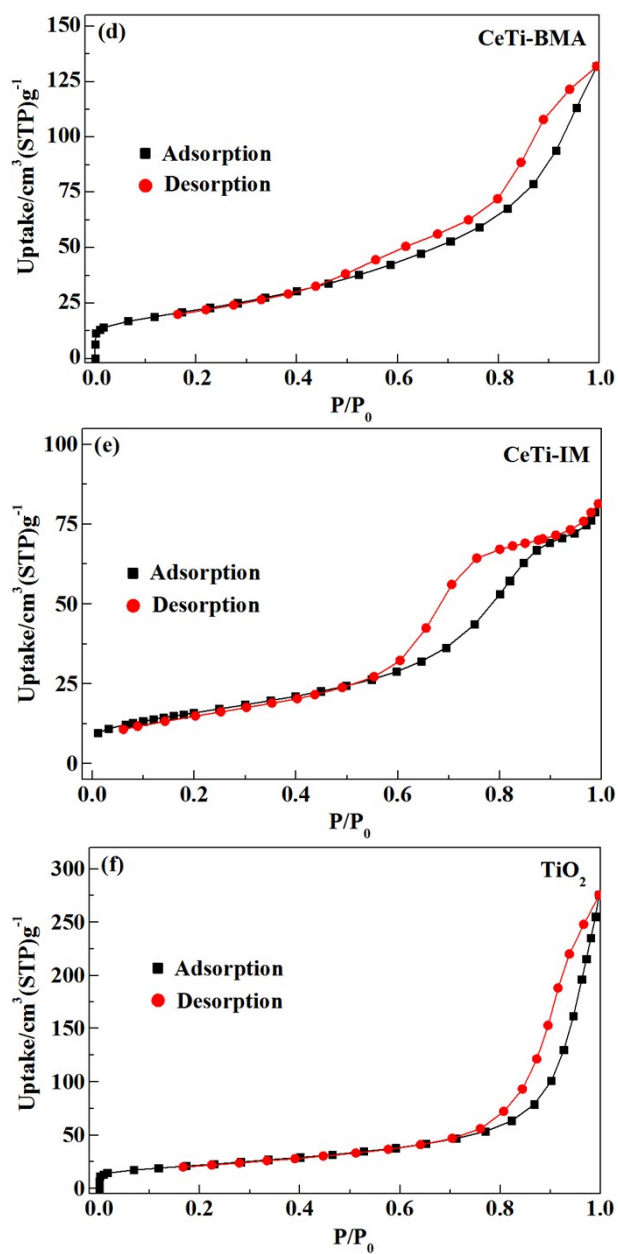 (d) CeTi-BMA
150
125
100
75
50
25
0
Adsorption
Desorption
Uptake/cm³(STP)g⁻¹
0.0 0.2 0.4 0.6 0.8 1.0
P/P₀
(e) CeTi-IM
100
75
50
25
0
Adsorption
Desorption
Uptake/cm³(STP)g⁻¹
0.0 0.2 0.4 0.6 0.8 1.0
P/P₀
(f) TiO₂
300
250
200
150
100
50
0
Adsorption
Desorption
Uptake/cm³(STP)g⁻¹
0.0 0.2 0.4 0.6 0.8 1.0
P/P₀